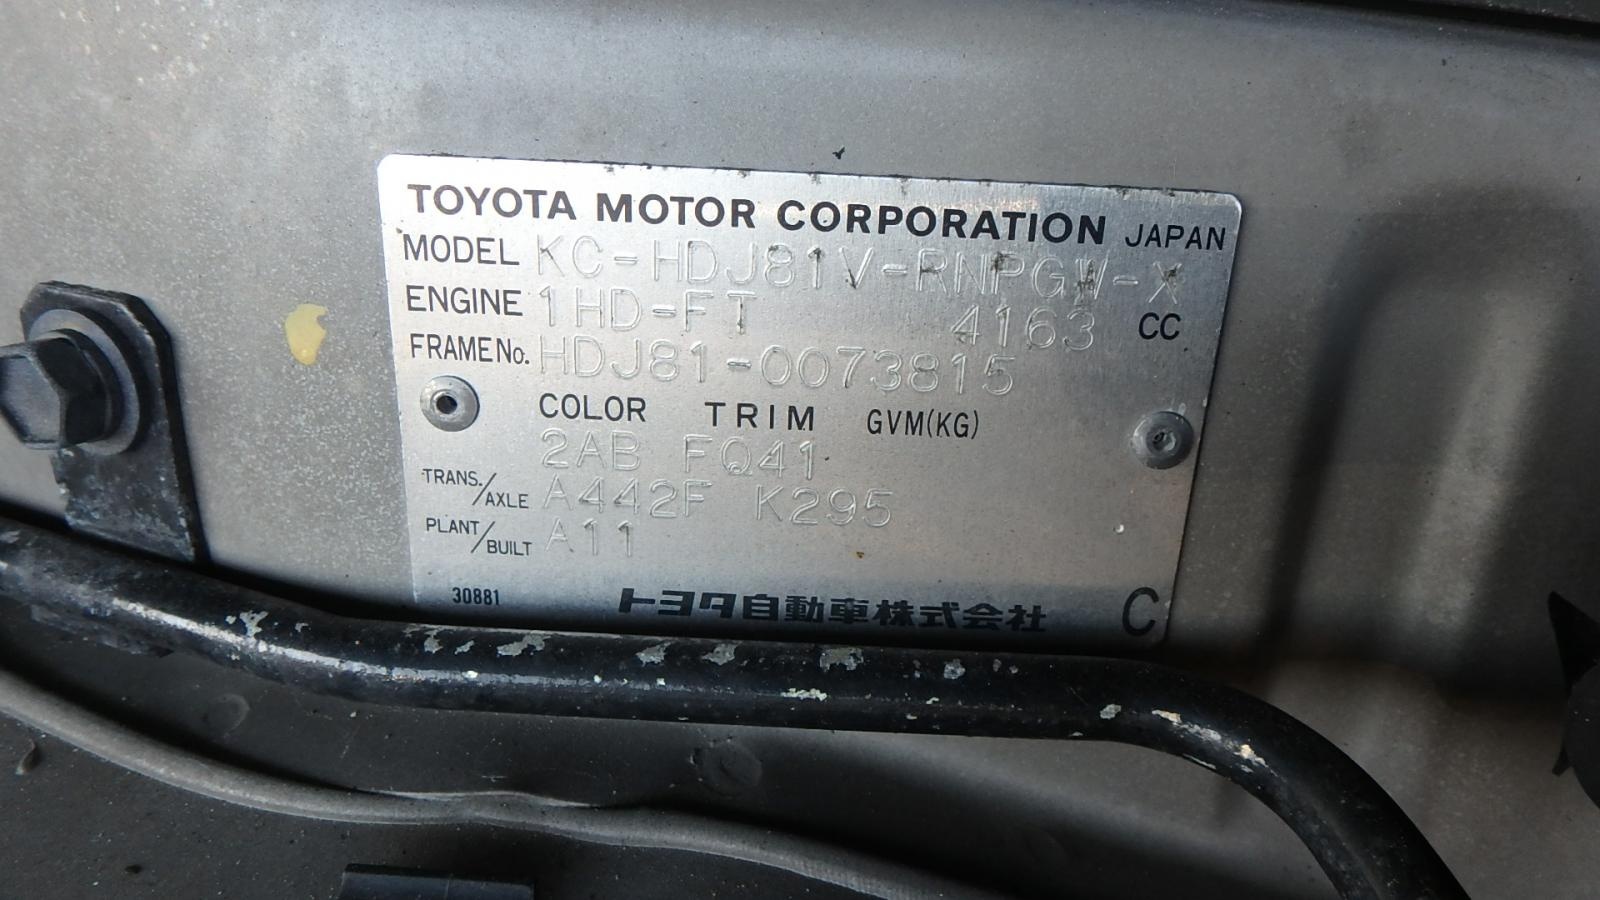 TOYOTA MOTOR CORPORATION JAPAN
MODEL KC-HDJ81V-RNPGW-X
ENGINE 1HD-FT 4163 CC
FRAME No. HDJ81-0073815
COLOR TRIM GVM(KG)
2AB FQ41
TRANS./AXLE A442F K295
PLANT/BUILT A11
30881 トヨタ自動車株式会社 C